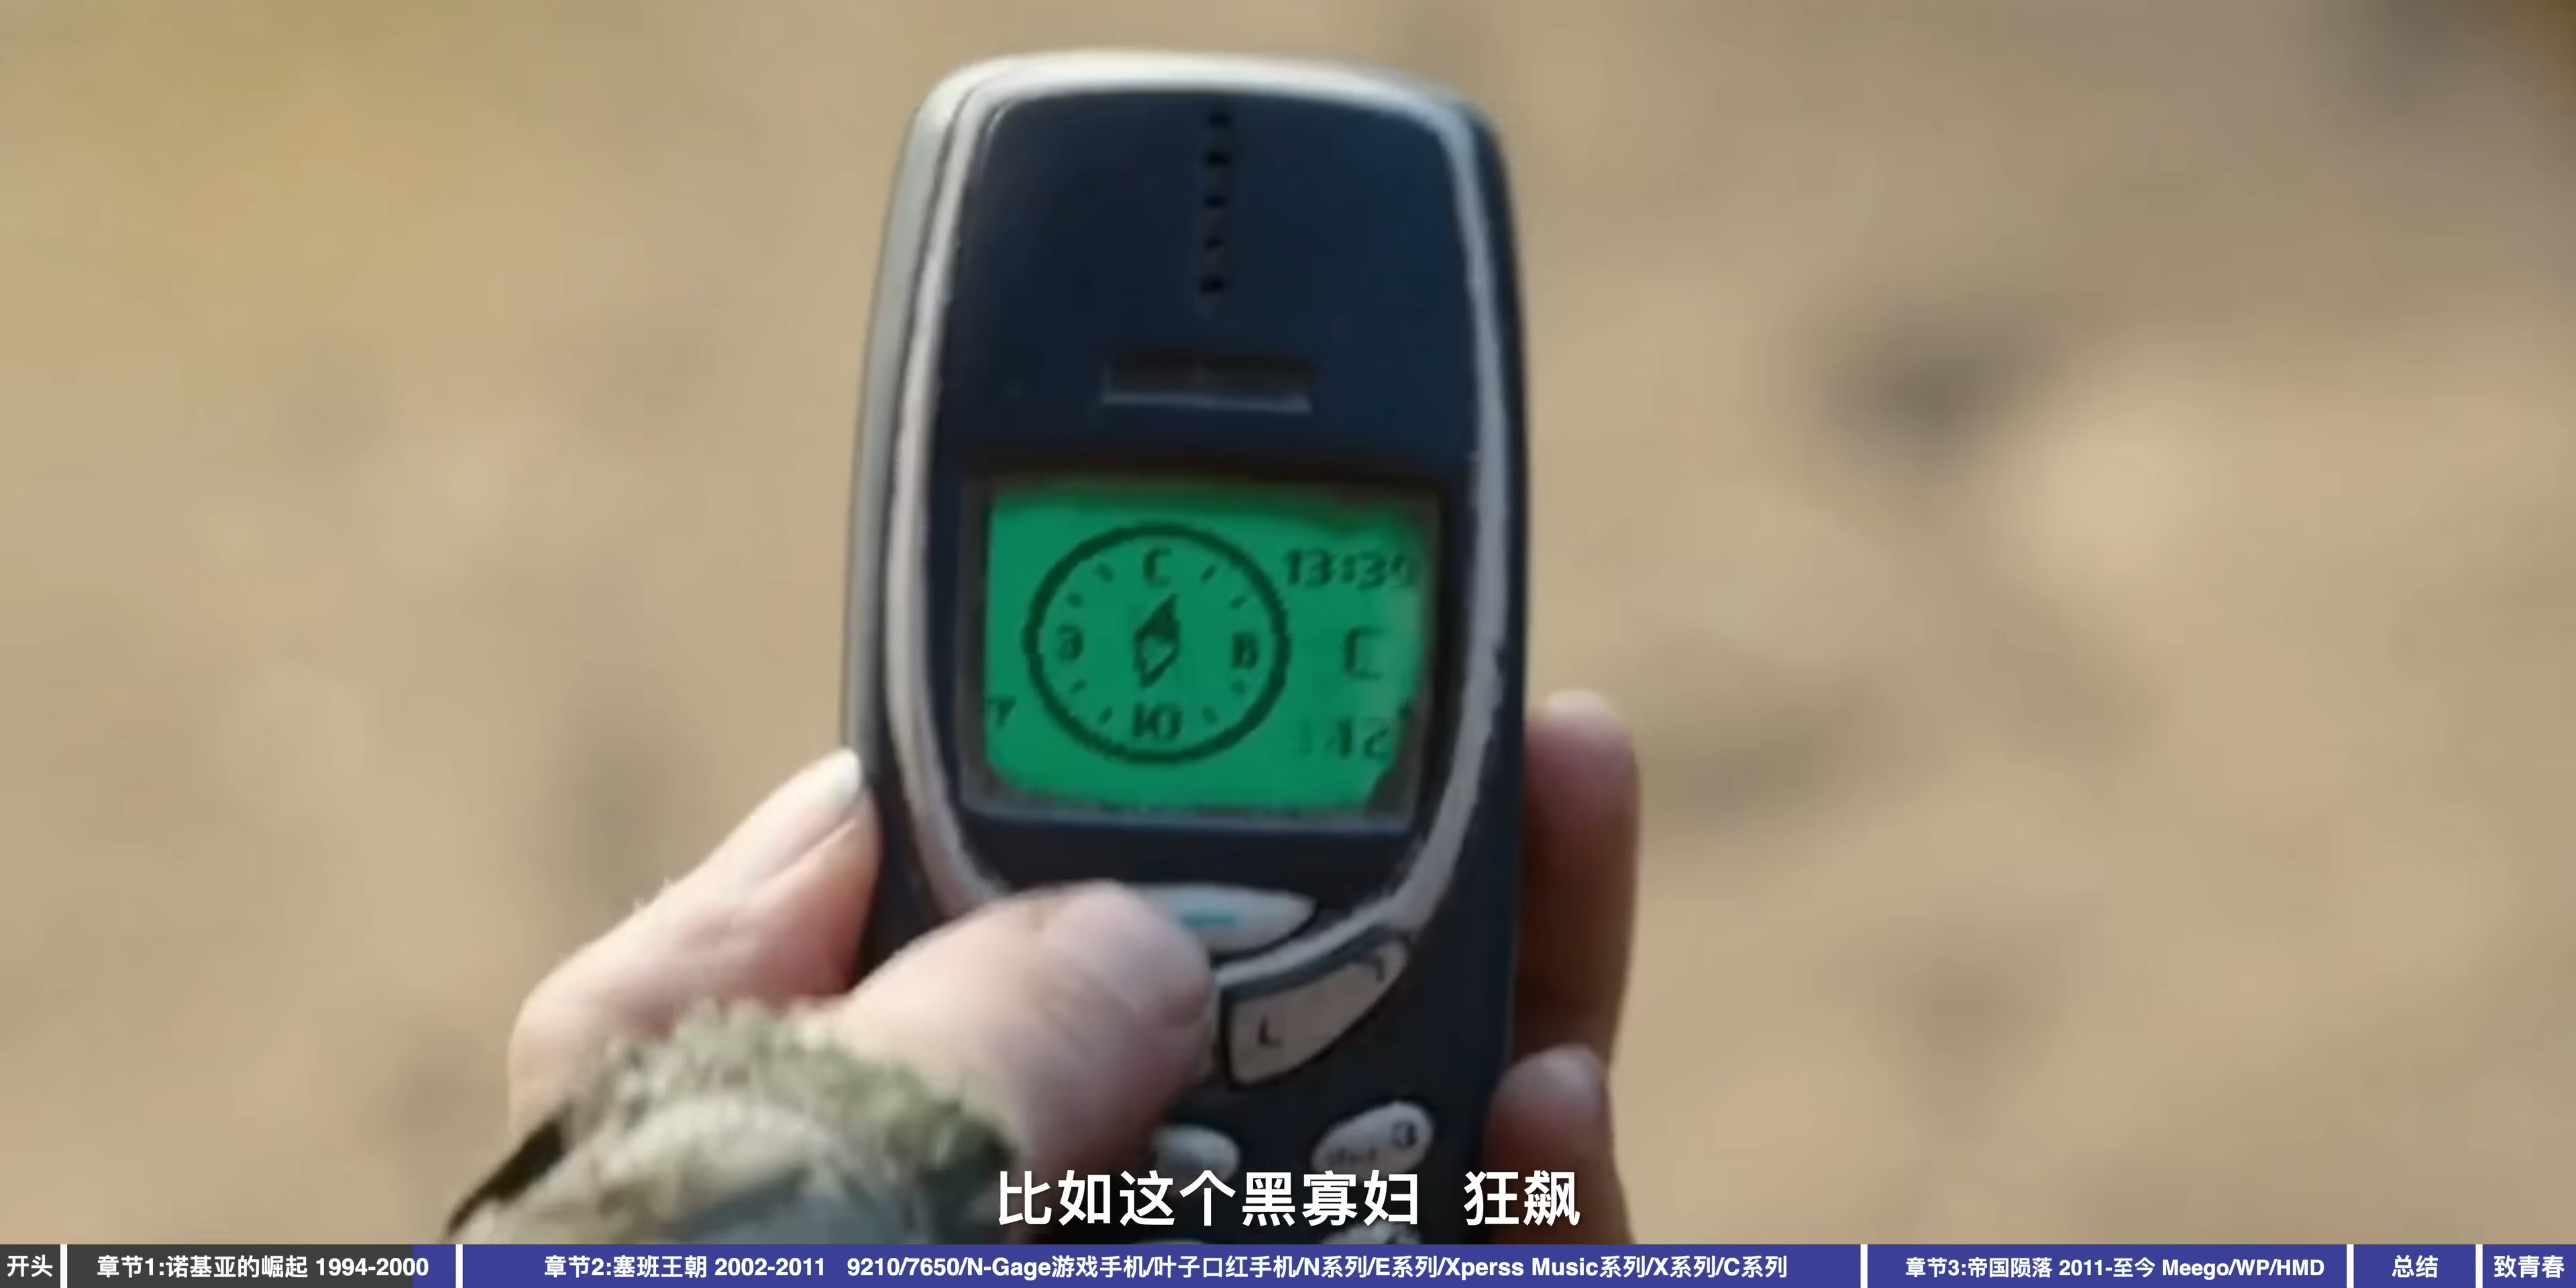 С
13:39
З
В
С
Ю
142
3
比如这个黑寡妇 狂飙
开头
章节1:诺基亚的崛起 1994-2000
章节2:塞班王朝 2002-2011 9210/7650/N-Gage游戏手机/叶子口红手机/N系列/E系列/Xperss Music系列/X系列/C系列
章节3:帝国陨落 2011-至今 Meego/WP/HMD
总结
致青春